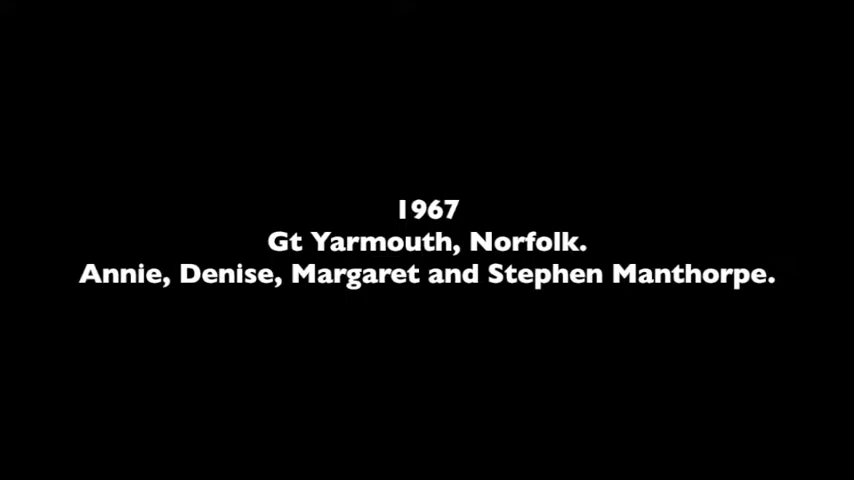 1967
Gt Yarmouth, Norfolk.
Annie, Denise, Margaret and Stephen Manthorpe.